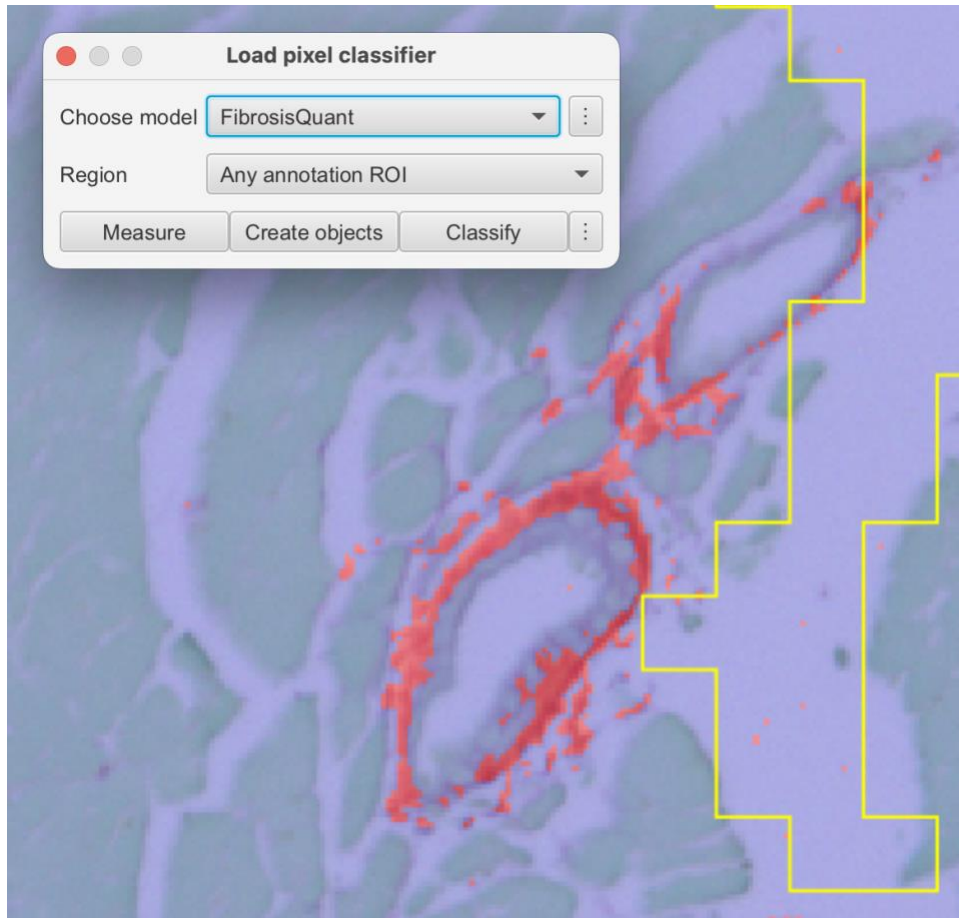 Load pixel classifier
Choose model FibrosisQuant
Region Any annotation ROI
Measure Create objects Classify